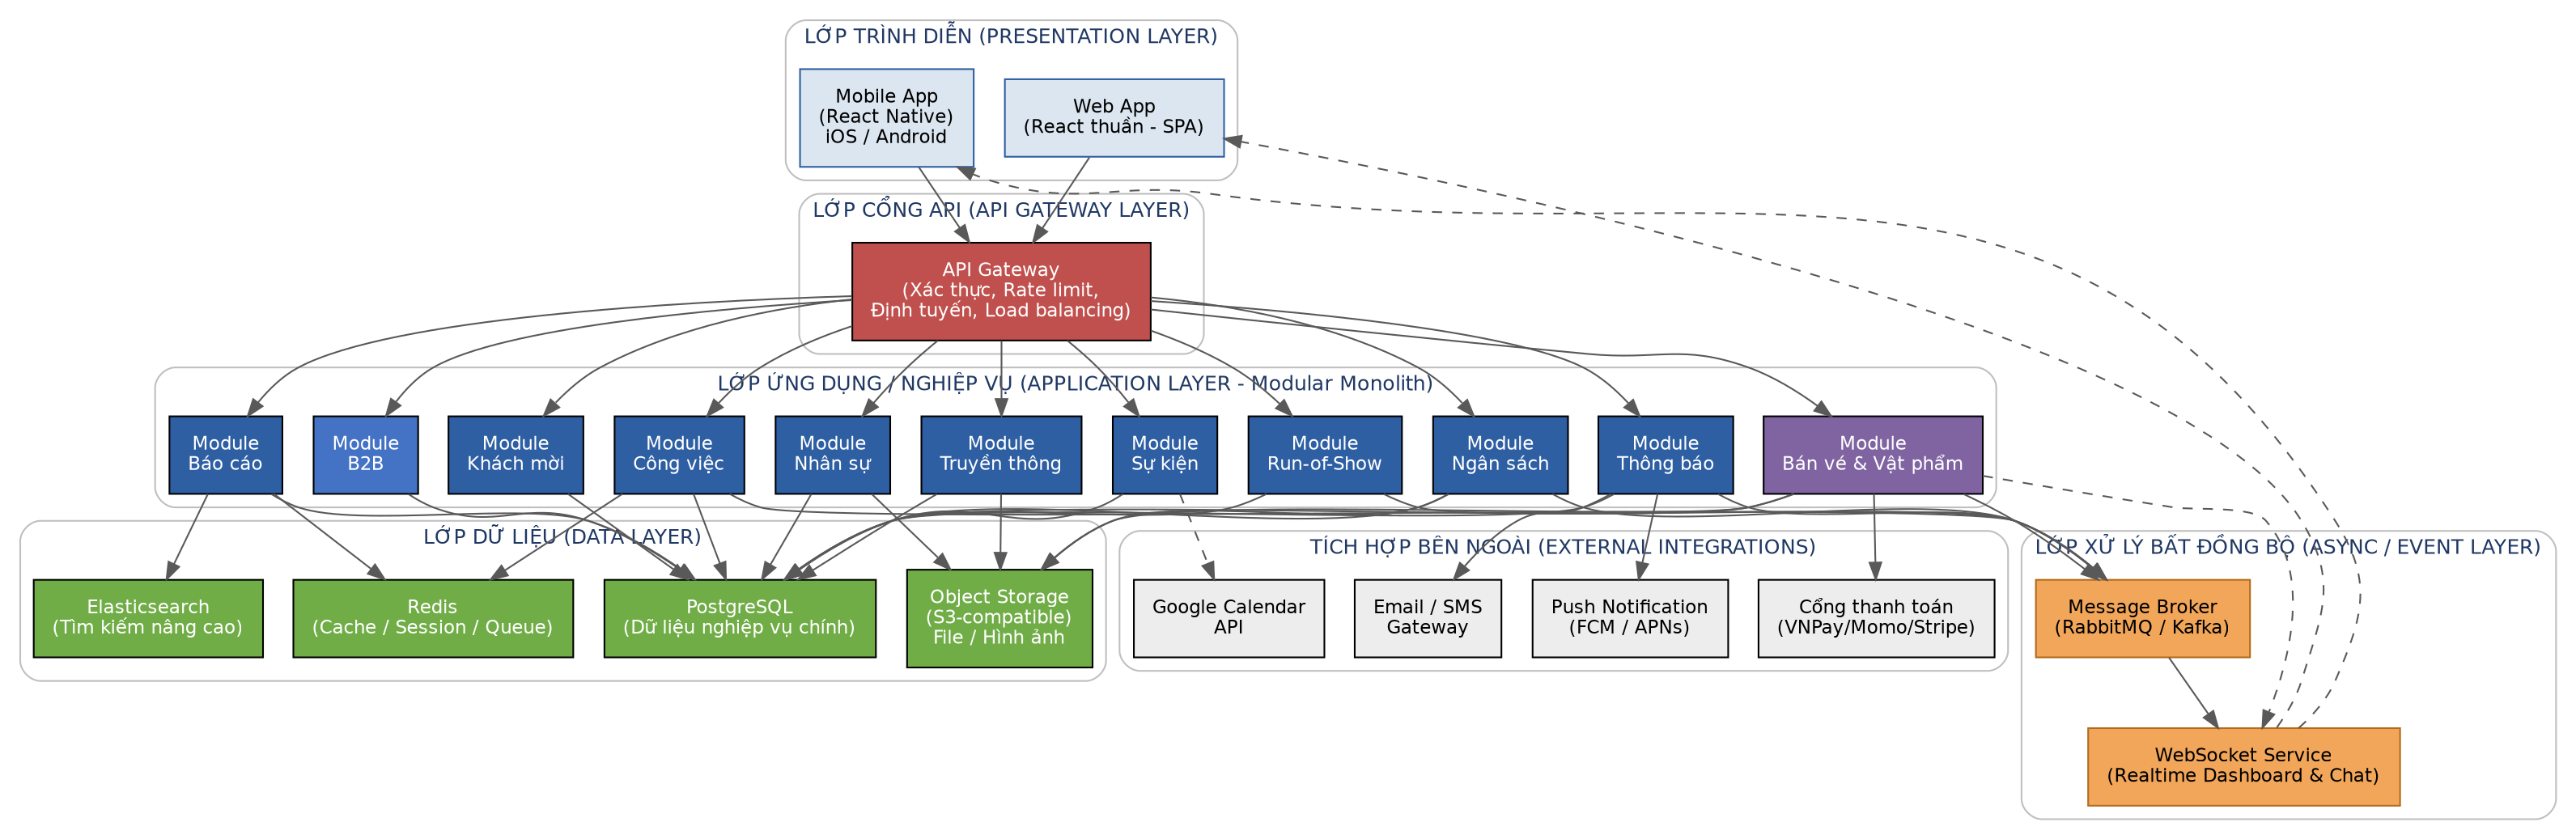 LỚP TRÌNH DIỄN (PRESENTATION LAYER)
Mobile App
(React Native)
iOS / Android
Web App
(React thuần - SPA)
LỚP CỔNG API (API GATEWAY LAYER)
API Gateway
(Xác thực, Rate limit,
Định tuyến, Load balancing)
LỚP ỨNG DỤNG / NGHIỆP VỤ (APPLICATION LAYER - Modular Monolith)
Module
Báo cáo
Module
B2B
Module
Khách mời
Module
Công việc
Module
Nhân sự
Module
Truyền thông
Module
Sự kiện
Module
Run-of-Show
Module
Ngân sách
Module
Thông báo
Module
Bán vé & Vật phẩm
LỚP DỮ LIỆU (DATA LAYER)
Elasticsearch
(Tìm kiếm nâng cao)
Redis
(Cache / Session / Queue)
PostgreSQL
(Dữ liệu nghiệp vụ chính)
Object Storage
(S3-compatible)
File / Hình ảnh
TÍCH HỢP BÊN NGOÀI (EXTERNAL INTEGRATIONS)
Google Calendar
API
Email / SMS
Gateway
Push Notification
(FCM / APNs)
Cổng thanh toán
(VNPay/Momo/Stripe)
LỚP XỬ LÝ BẤT ĐỒNG BỘ (ASYNC / EVENT LAYER)
Message Broker
(RabbitMQ / Kafka)
WebSocket Service
(Realtime Dashboard & Chat)